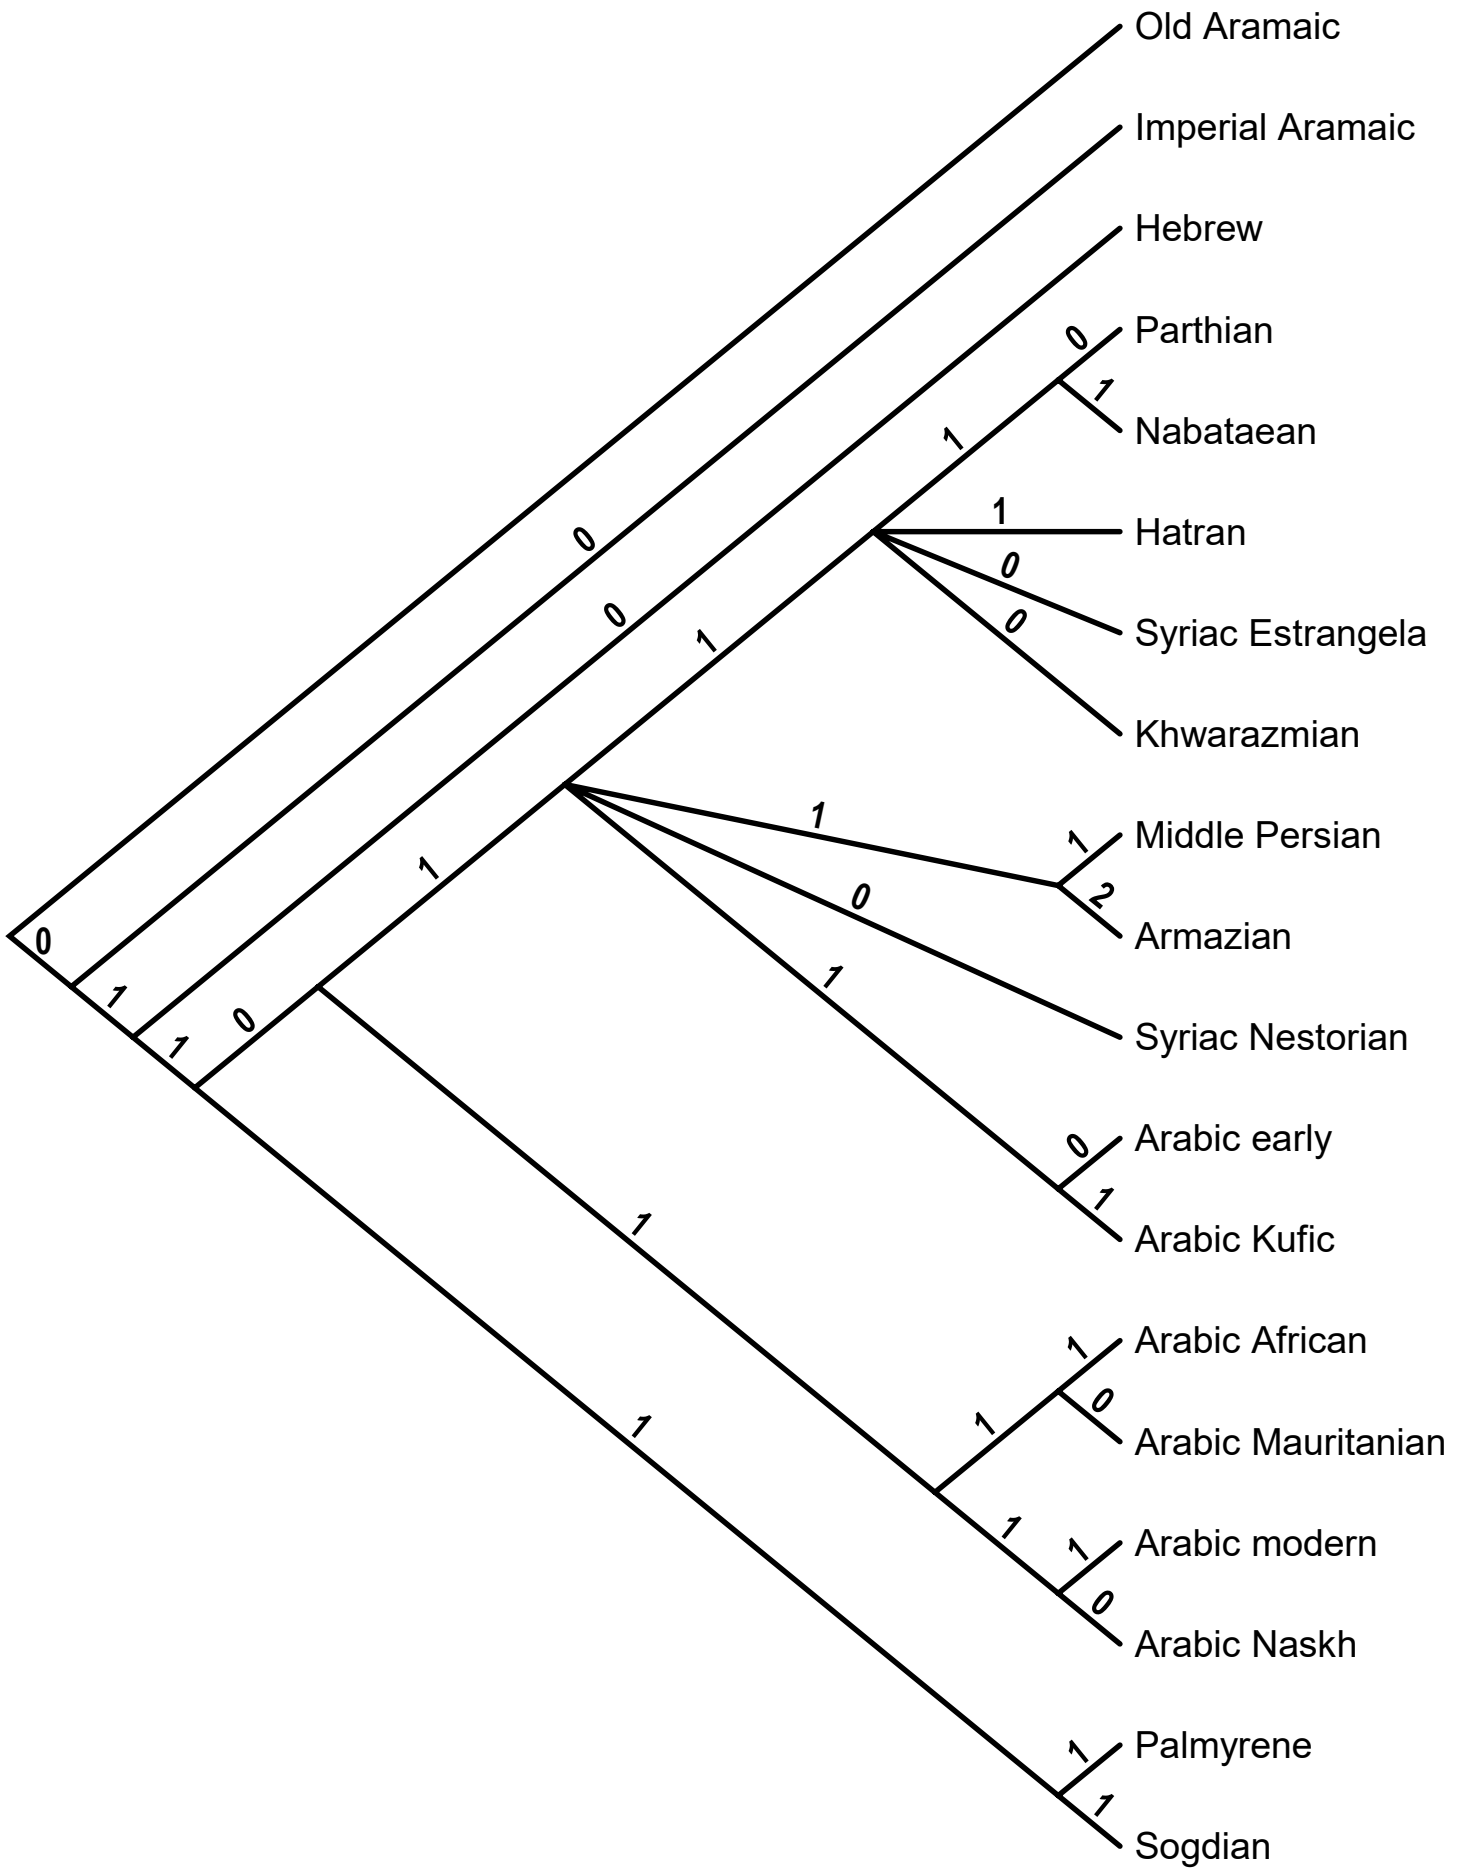 Old Aramaic
Imperial Aramaic
Hebrew
0
Parthian
1
Nabataean
1
1
Hatran
0
0
Syriac Estrangela
0
0
1
Khwarazmian
1
1
Middle Persian
1
2
0
Armazian
0
1
1
0
Syriac Nestorian
1
0
Arabic early
1
1
Arabic Kufic
1
Arabic African
0
1
1
Arabic Mauritanian
1
1
Arabic modern
0
Arabic Naskh
1
Palmyrene
1
Sogdian